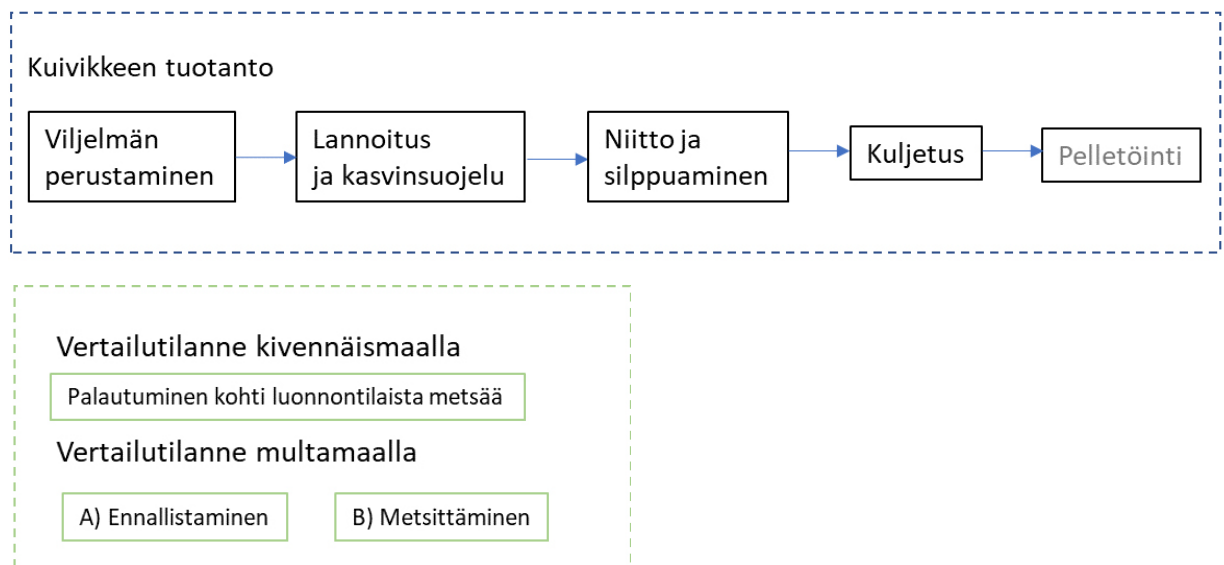 Kuivikkeen tuotanto
Viljelmän
perustaminen
Lannoitus
ja kasvinsuojelu
Niitto ja
silppuaminen
Kuljetus
Pelletöinti
Vertailutilanne kivennäismaalla
Palautuminen kohti luonnontilaista metsää
Vertailutilanne multamaalla
A) Ennallistaminen
B) Metsittäminen